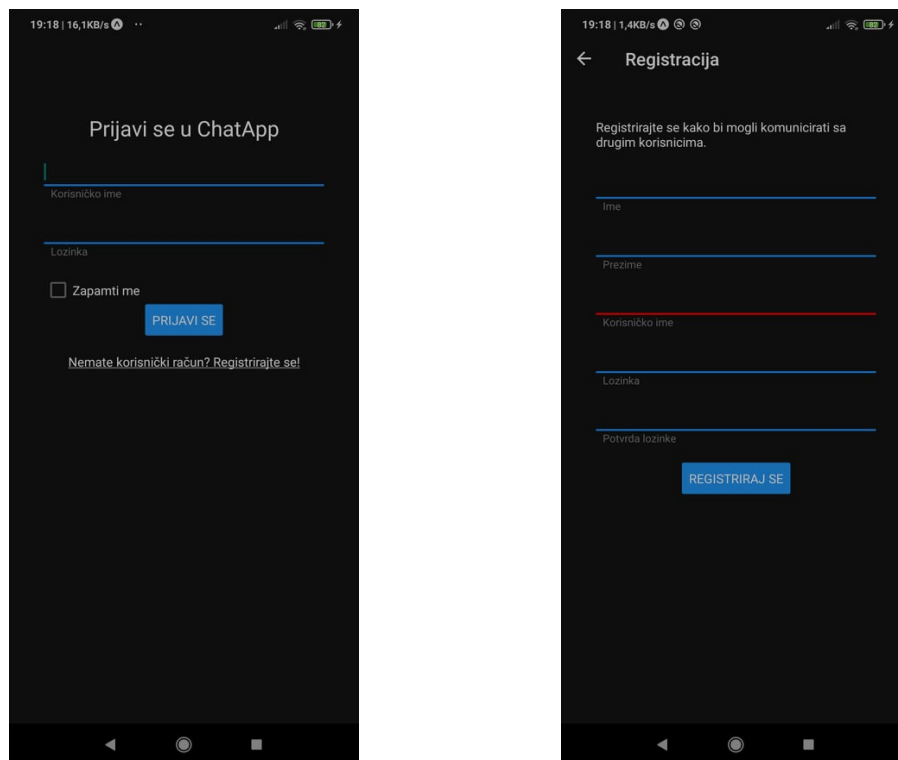 19:18 | 16,1KB/s
82
Prijavi se u ChatApp
Korisničko ime
Lozinka
Zapamti me
PRIJAVI SE
Nemate korisnički račun? Registrirajte se!
19:18 | 1,4KB/s
82
Registracija
Registrirajte se kako bi mogli komunicirati sa
drugim korisnicima.
Ime
Prezime
Korisničko ime
Lozinka
Potvrda lozinke
REGISTRIRAJ SE